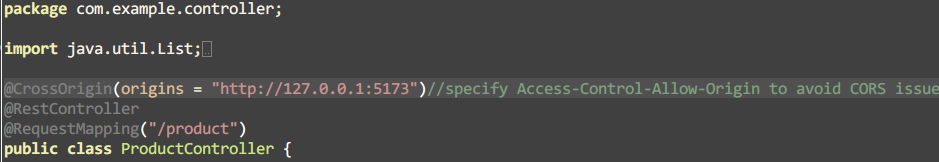 package com.example.controller;
import java.util.List;
@CrossOrigin(origins = "http://127.0.0.1:5173")//specify Access-Control-Allow-Origin to avoid CORS issue
@RestController
@RequestMapping("/product")
public class ProductController {